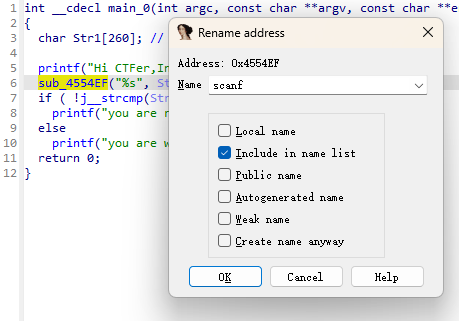 1 int __cdecl main_0(int argc, const char **argv, const char **e
2 {
3 char Str1[260]; //
4
5 printf("Hi CTFer,In
6 sub_4554EF("%s", St
7 if ( !j__strcmp(Str
8 printf("you are r
9 else
10 printf("you are w
11 return 0;
12 }
Rename address
Address: 0x4554EF
Name scanf
Local name
Include in name list
Public name
Autogenerated name
Weak name
Create name anyway
OK Cancel Help